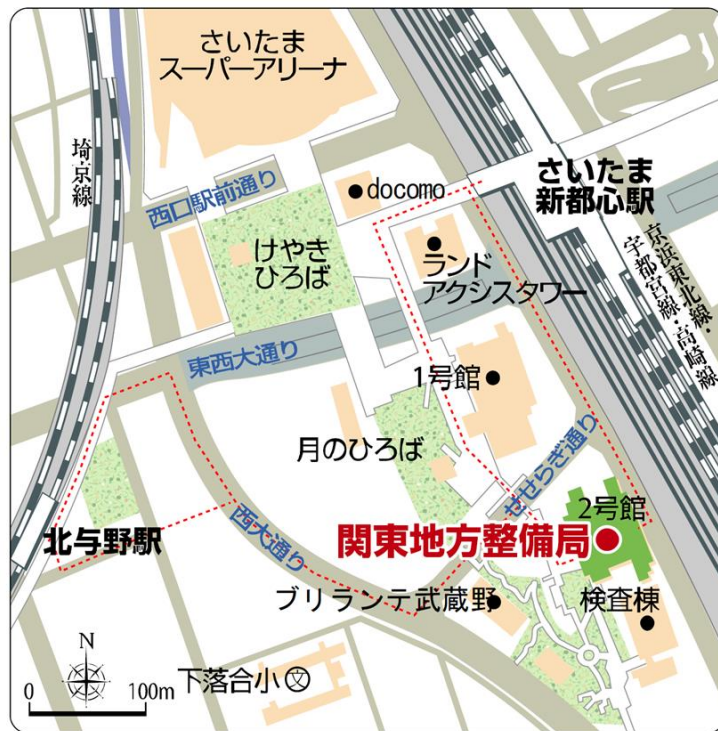 さいたま
スーパーアリーナ
埼京線
西口駅前通り
docomo
さいたま
新都心駅
けやき
ひろば
ランド
アクシスタワー
京浜東北線・
宇都宮線・高崎線
東西大通り
1号館
月のひろば
せせらぎ通り
2号館
北与野駅
西大通り
関東地方整備局
ブリランテ武蔵野
検査棟
N
0 100m
下落合小 文